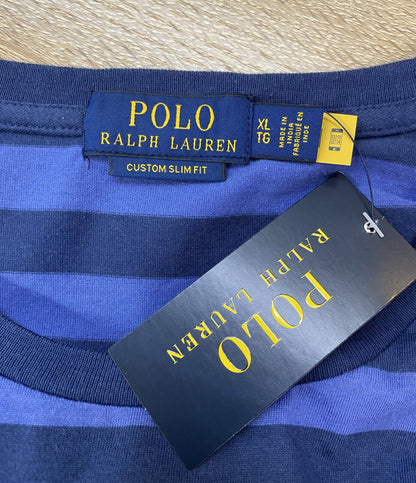 POLO
RALPH LAUREN
CUSTOM SLIM FIT
XL
TG
MADE IN
INDIA
FABRIQUÉ EN
INDE
POLO
RALPH LAUREN